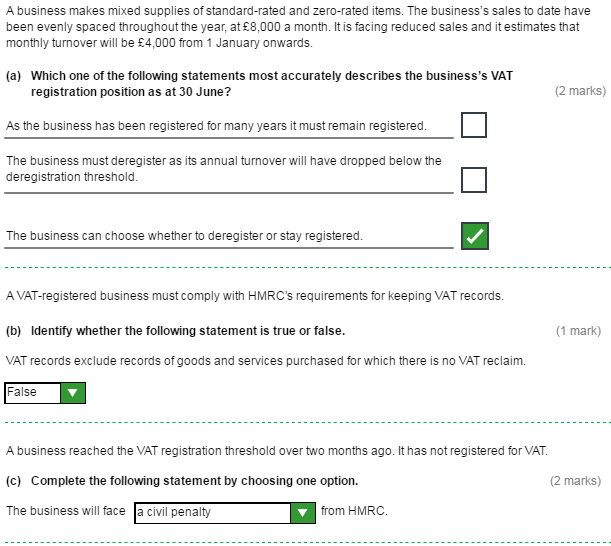 A business makes mixed supplies of standard-rated and zero-rated items. The business's sales to date have
been evenly spaced throughout the year, at £8,000 a month. It is facing reduced sales and it estimates that
monthly turnover will be £4,000 from 1 January onwards.
(a) Which one of the following statements most accurately describes the business's VAT
registration position as at 30 June? (2 marks)
As the business has been registered for many years it must remain registered.
The business must deregister as its annual turnover will have dropped below the
deregistration threshold.
The business can choose whether to deregister or stay registered.
A VAT-registered business must comply with HMRC's requirements for keeping VAT records.
(b) Identify whether the following statement is true or false. (1 mark)
VAT records exclude records of goods and services purchased for which there is no VAT reclaim.
False
A business reached the VAT registration threshold over two months ago. It has not registered for VAT.
(c) Complete the following statement by choosing one option. (2 marks)
The business will face a civil penalty from HMRC.